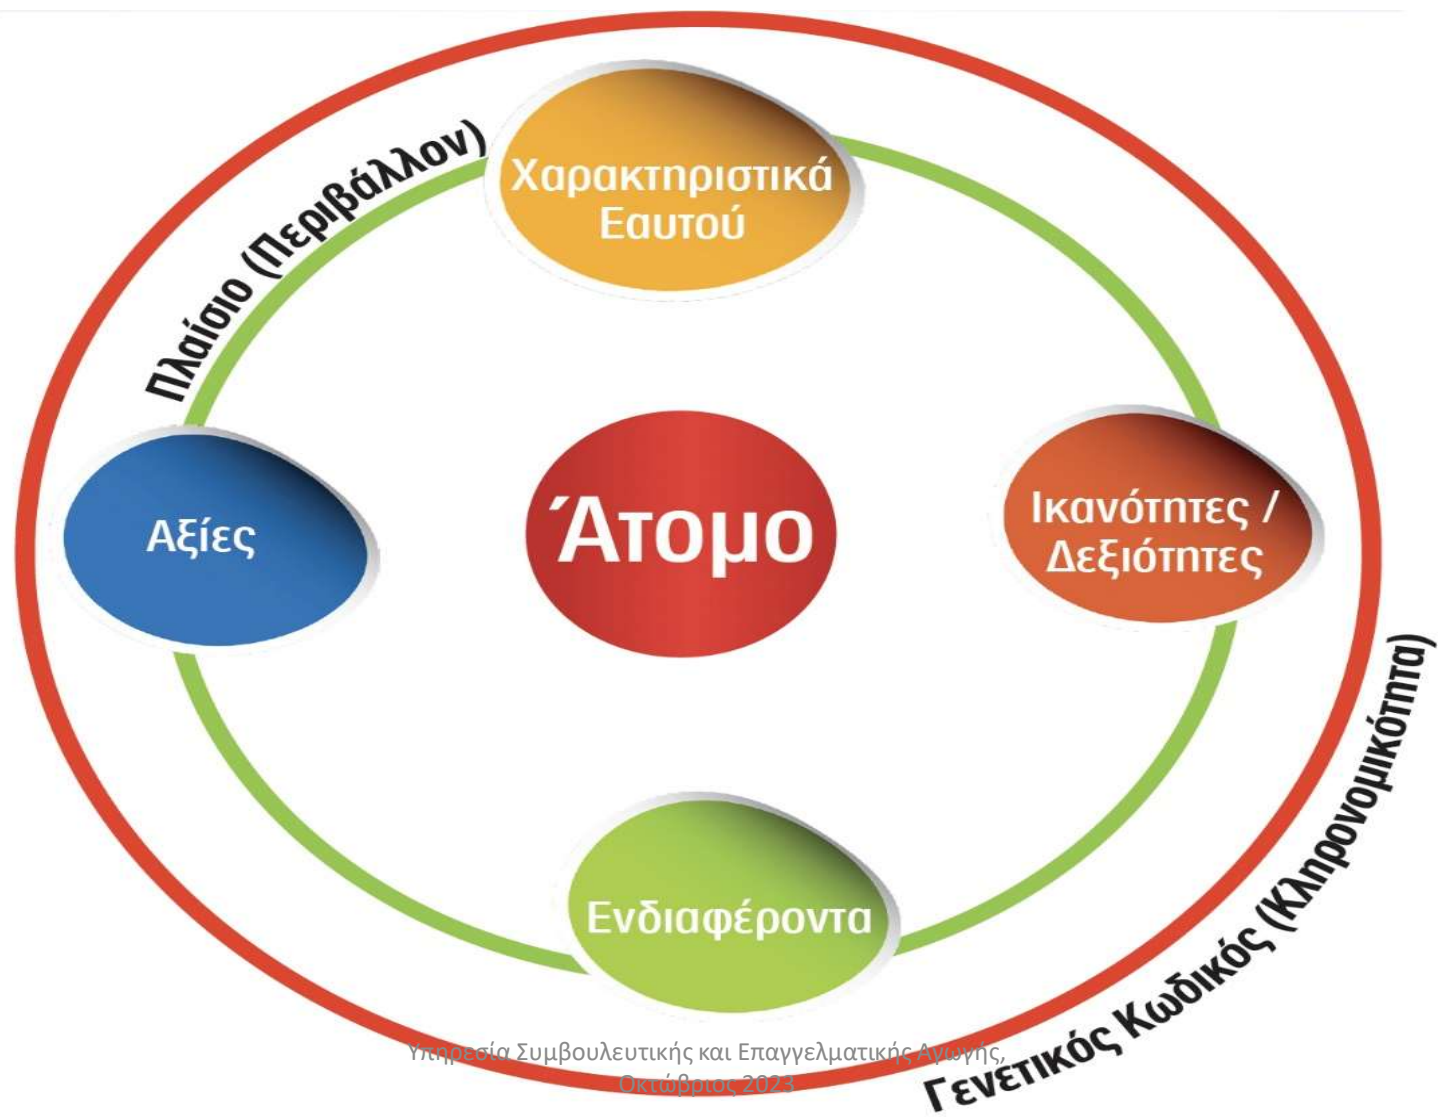 Χαρακτηριστικά
Εαυτού
Πλαίσιο (Περιβάλλον)
Αξίες
Άτομο
Ικανότητες /
Δεξιότητες
Ενδιαφέροντα
Γενετικός Κωδικός (Κληρονομικότητα)
Υπηρεσία Συμβουλευτικής και Επαγγελματικής Αγωγής,
Οκτώβριος 2023